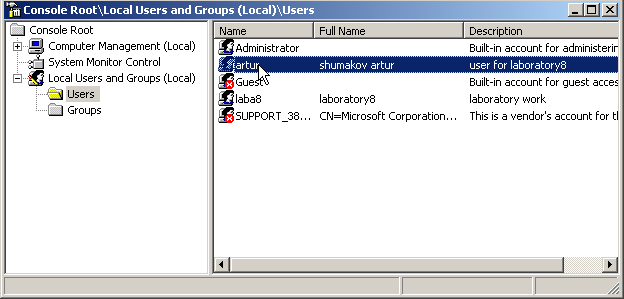 Console Root\Local Users and Groups (Local)\Users
Console Root
Computer Management (Local)
System Monitor Control
Local Users and Groups (Local)
Users
Groups
Name Full Name Description
Administrator Built-in account for administerin
artur shumakov artur user for laboratory8
Guest Built-in account for guest acces
laba8 laboratory8 laboratory work
SUPPORT_38... CN=Microsoft Corporation... This is a vendor's account for th